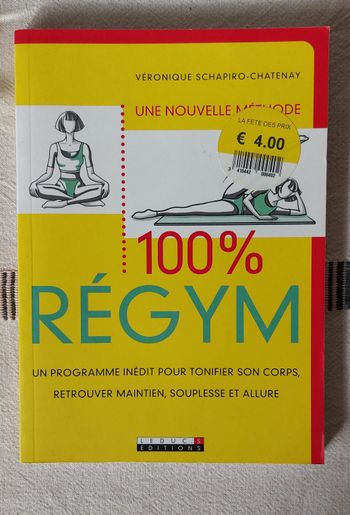 VÉRONIQUE SCHAPIRO-CHATENAY
UNE NOUVELLE MÉTHODE
LA FETE DES PRIX
€ 4.00
100%
RÉGYM
UN PROGRAMME INÉDIT POUR TONIFIER SON CORPS,
RETROUVER MAINTIEN, SOUPLESSE ET ALLURE
LEDUC.S
ÉDITIONS